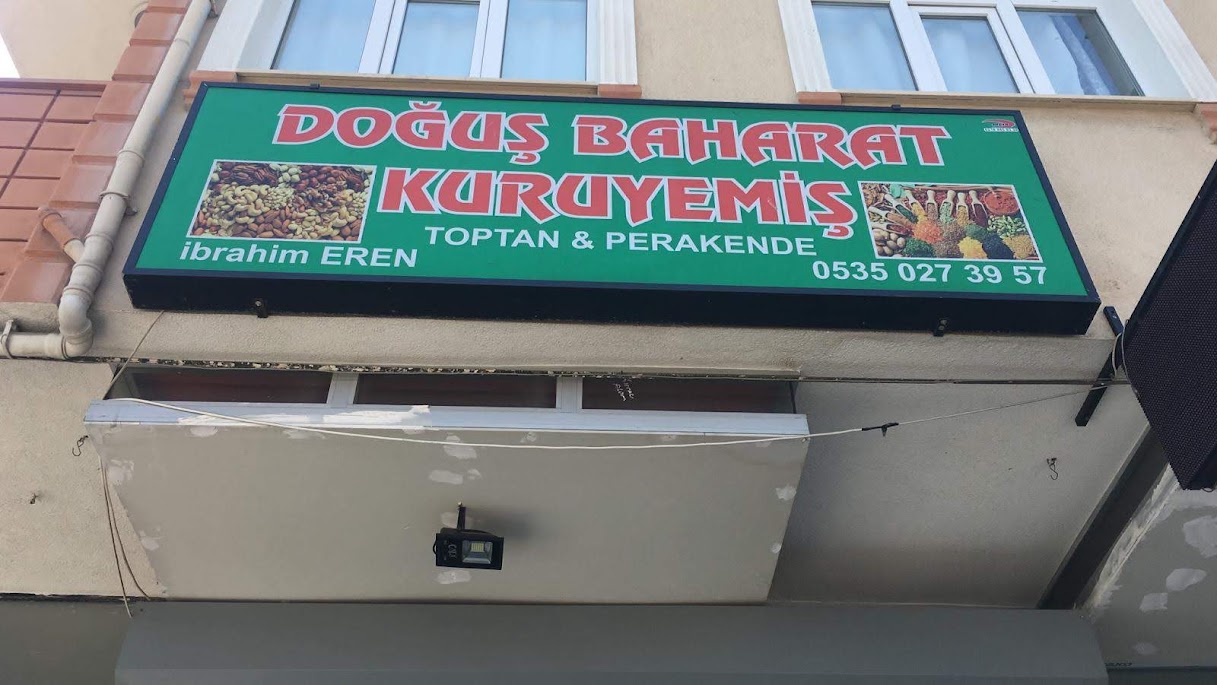 DOĞUŞ BAHARAT
KURUYEMİŞ
TOPTAN & PERAKENDE
ibrahim EREN
0535 027 39 57